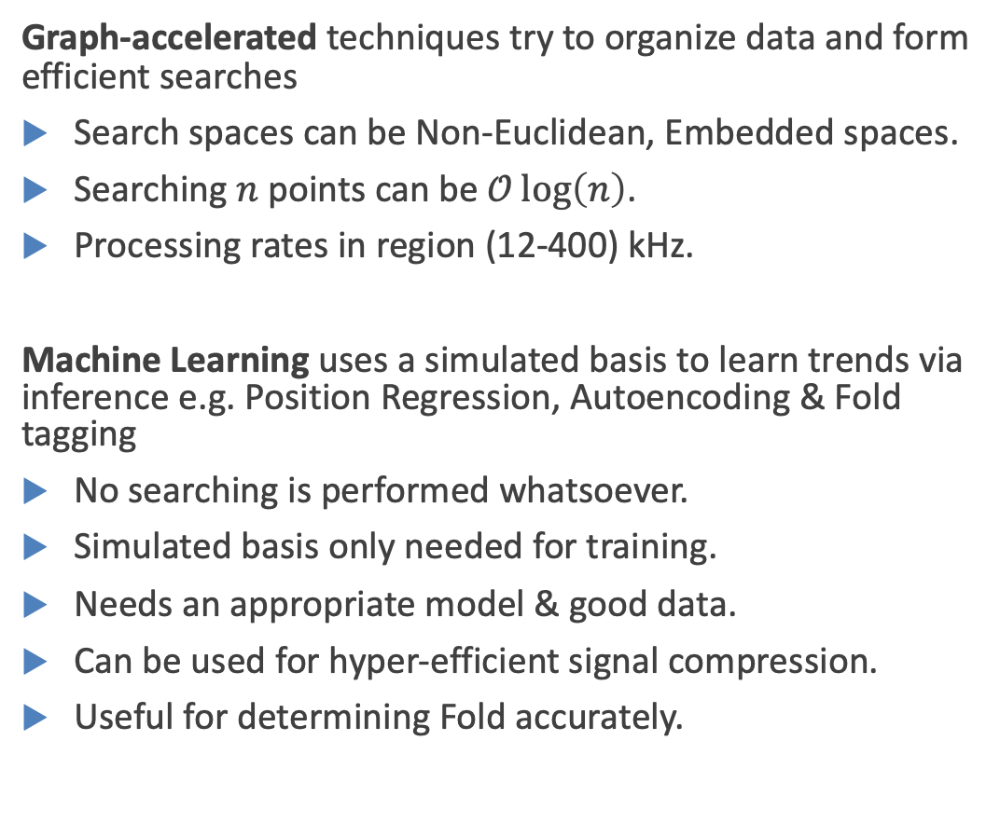 Graph-accelerated techniques try to organize data and form
efficient searches
Search spaces can be Non-Euclidean, Embedded spaces.
Searching n points can be 𝒪 log(n).
Processing rates in region (12-400) kHz.
Machine Learning uses a simulated basis to learn trends via
inference e.g. Position Regression, Autoencoding & Fold
tagging
No searching is performed whatsoever.
Simulated basis only needed for training.
Needs an appropriate model & good data.
Can be used for hyper-efficient signal compression.
Useful for determining Fold accurately.